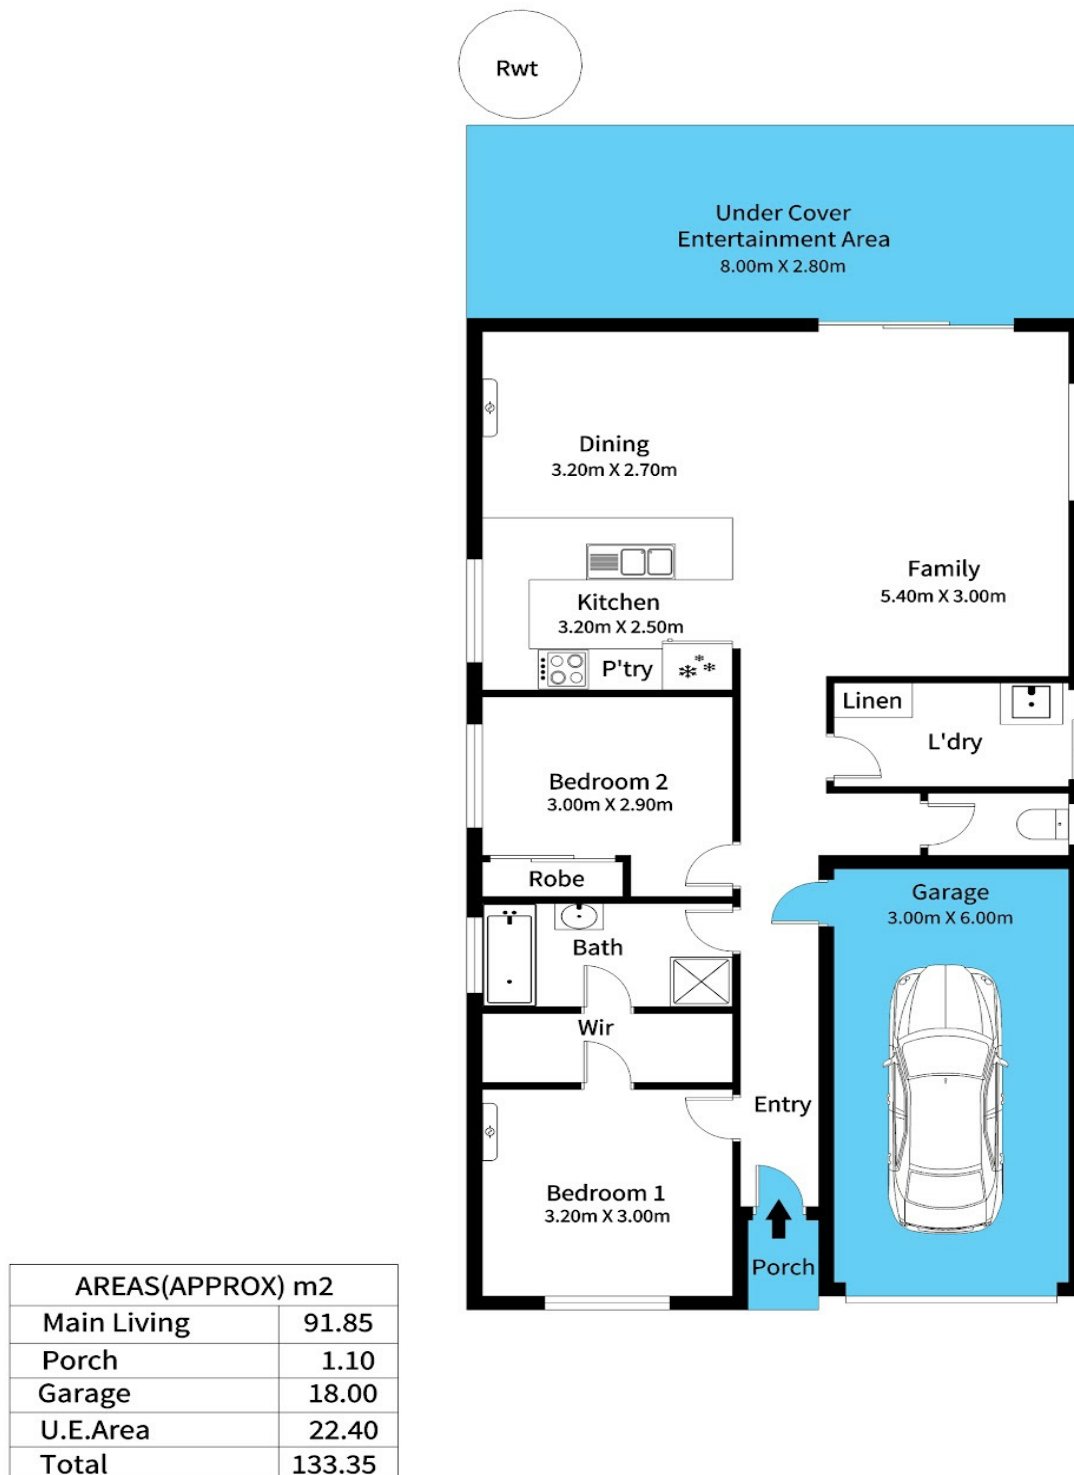 Rwt
Under Cover
Entertainment Area
8.00m X 2.80m
Dining
3.20m X 2.70m
Family
5.40m X 3.00m
Kitchen
3.20m X 2.50m
P'try
Linen
L'dry
Bedroom 2
3.00m X 2.90m
Robe
Garage
3.00m X 6.00m
Bath
Wir
Entry
Bedroom 1
3.20m X 3.00m
Porch
AREAS(APPROX) m2
Main Living 91.85
Porch 1.10
Garage 18.00
U.E.Area 22.40
Total 133.35